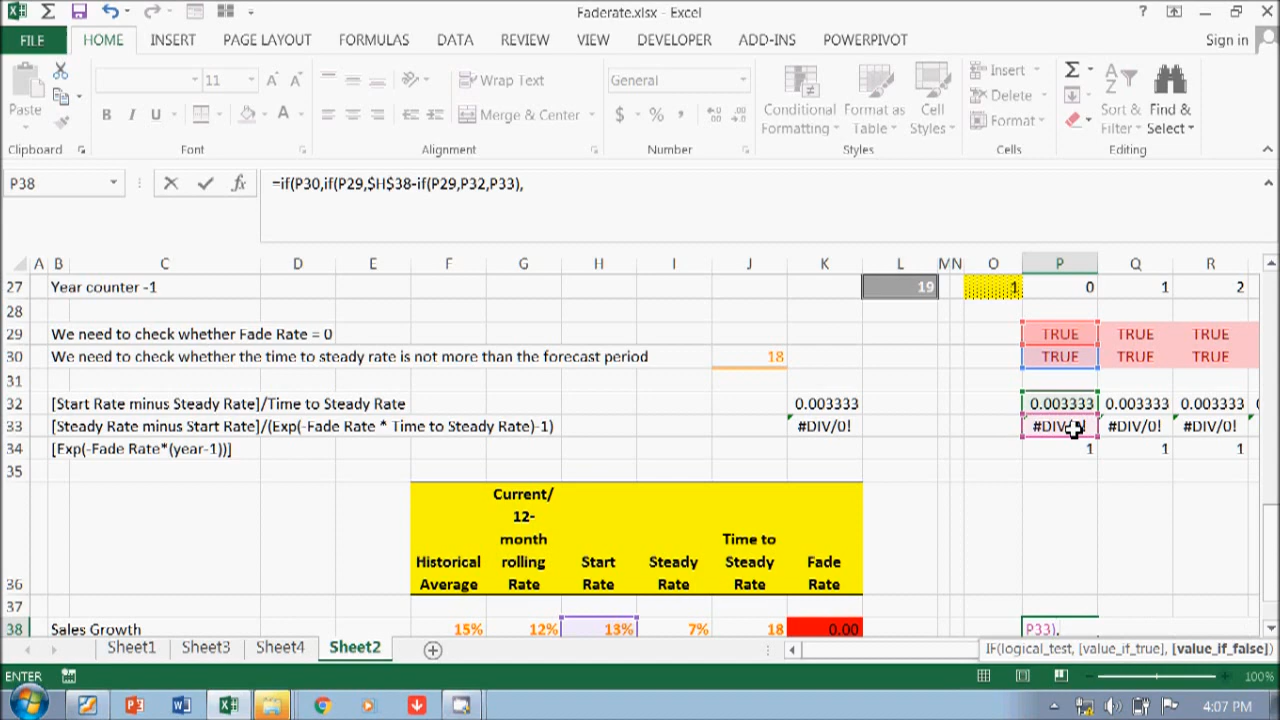 Faderate.xlsx - Excel
FILE HOME INSERT PAGE LAYOUT FORMULAS DATA REVIEW VIEW DEVELOPER ADD-INS POWERPIVOT Sign in
Paste 11 Wrap Text General Conditional Formatting Format as Table Cell Styles Insert Sort & Filter Find & Select
B I U Merge & Center $ % , Delete
Format
Clipboard Font Alignment Number Styles Cells Editing
P38 =if(P30,if(P29,$H$38-if(P29,P32,P33),
A B C D E F G H I J K L M N O P Q R
27 Year counter -1 19 1 0 1 2
28
29 We need to check whether Fade Rate = 0 TRUE TRUE TRUE
30 We need to check whether the time to steady rate is not more than the forecast period 18 TRUE TRUE TRUE
31
32 [Start Rate minus Steady Rate]/Time to Steady Rate 0.003333 0.003333 0.003333 0.003333
33 [Steady Rate minus Start Rate]/(Exp(-Fade Rate * Time to Steady Rate)-1) #DIV/0! #DIV/0! #DIV/0!
34 [Exp(-Fade Rate*(year-1))] 1 1 1
35
36 Historical Average Current/ 12-month rolling Rate Start Rate Steady Rate Time to Steady Rate Fade Rate
37
38 Sales Growth 15% 12% 13% 7% 18 0.00 P33),
Sheet1 Sheet3 Sheet4 Sheet2 IF(logical_test, [value_if_true], [value_if_false])
ENTER 100%
4:07 PM